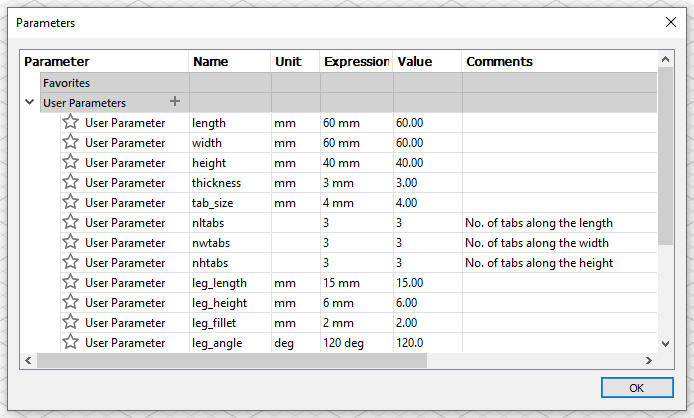 Parameters
Parameter Name Unit Expression Value Comments
Favorites
User Parameters
User Parameter length mm 60 mm 60.00
User Parameter width mm 60 mm 60.00
User Parameter height mm 40 mm 40.00
User Parameter thickness mm 3 mm 3.00
User Parameter tab_size mm 4 mm 4.00
User Parameter nltabs 3 3 No. of tabs along the length
User Parameter nwtabs 3 3 No. of tabs along the width
User Parameter nhtabs 3 3 No. of tabs along the height
User Parameter leg_length mm 15 mm 15.00
User Parameter leg_height mm 6 mm 6.00
User Parameter leg_fillet mm 2 mm 2.00
User Parameter leg_angle deg 120 deg 120.0
OK